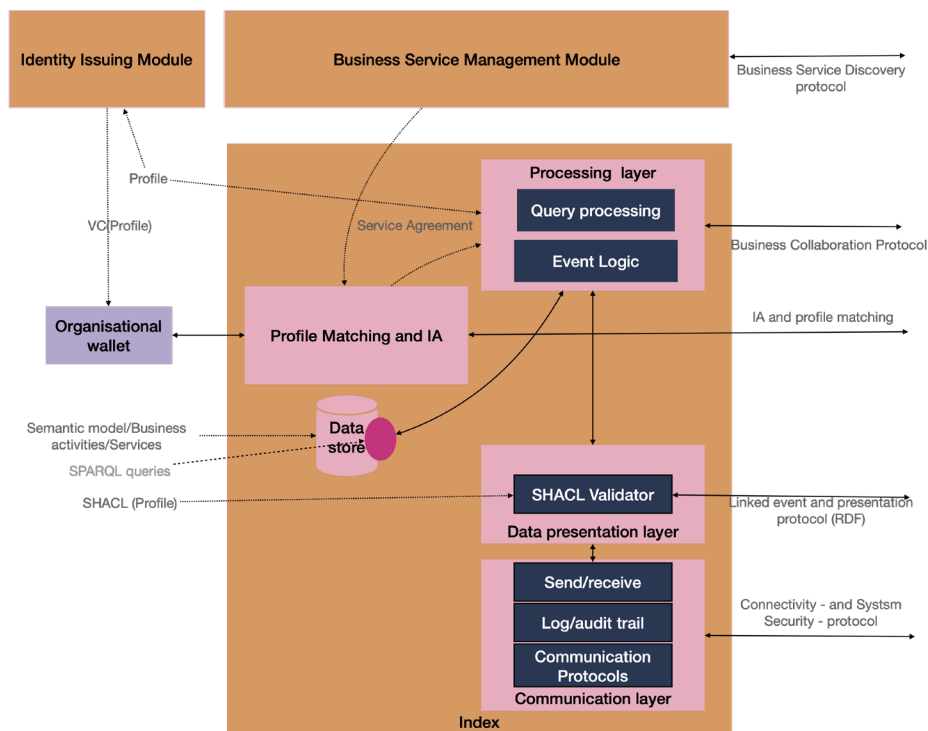 Identity Issuing Module
Business Service Management Module
Business Service Discovery
protocol
Profile
VC(Profile)
Service Agreement
Processing layer
Query processing
Event Logic
Business Collaboration Protocol
Organisational
wallet
Profile Matching and IA
IA and profile matching
Data
store
Semantic model/Business
activities/Services
SPARQL queries
SHACL (Profile)
SHACL Validator
Data presentation layer
Linked event and presentation
protocol (RDF)
Send/receive
Log/audit trail
Communication
Protocols
Communication layer
Connectivity - and Systsm
Security - protocol
Index